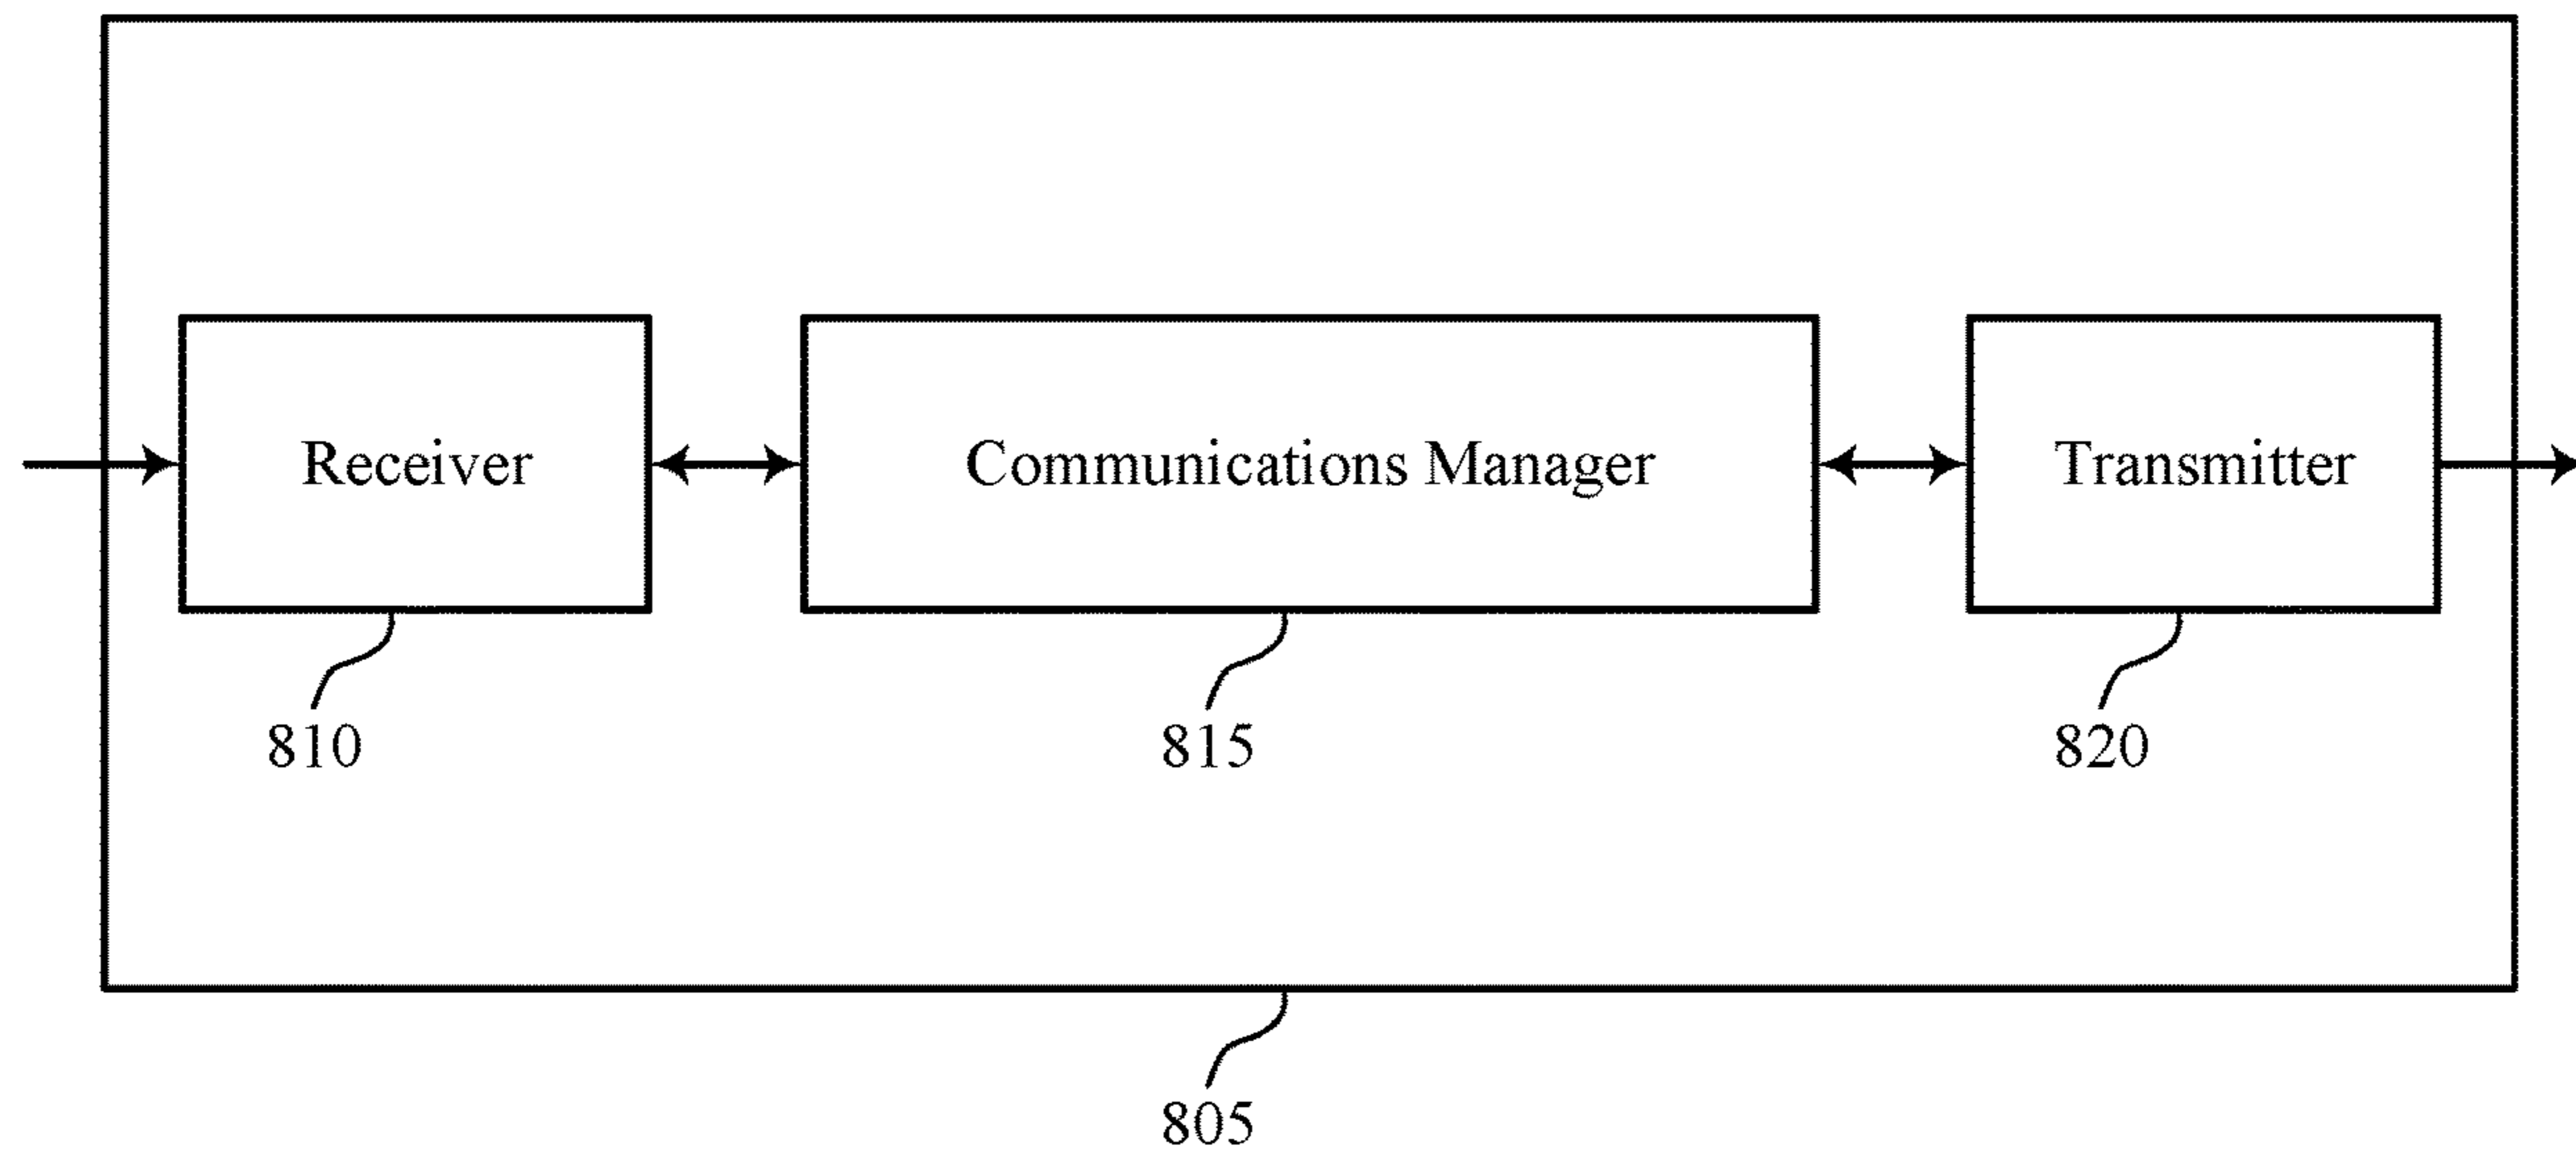 Receiver
Communications Manager
Transmitter
810
815
820
805